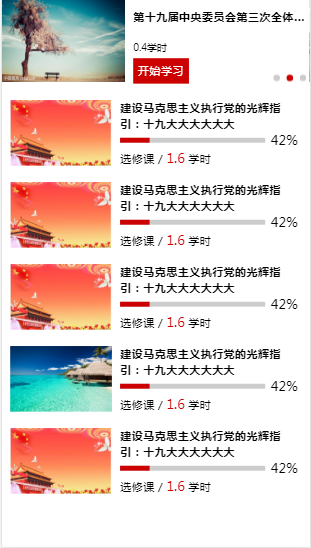 第十九届中央委员会第三次全体...
0.4学时
开始学习
建设马克思主义执行党的光辉指
引：十九大大大大大大
42%
选修课 / 1.6 学时
建设马克思主义执行党的光辉指
引：十九大大大大大大
42%
选修课 / 1.6 学时
建设马克思主义执行党的光辉指
引：十九大大大大大大
42%
选修课 / 1.6 学时
建设马克思主义执行党的光辉指
引：十九大大大大大大
42%
选修课 / 1.6 学时
建设马克思主义执行党的光辉指
引：十九大大大大大大
42%
选修课 / 1.6 学时